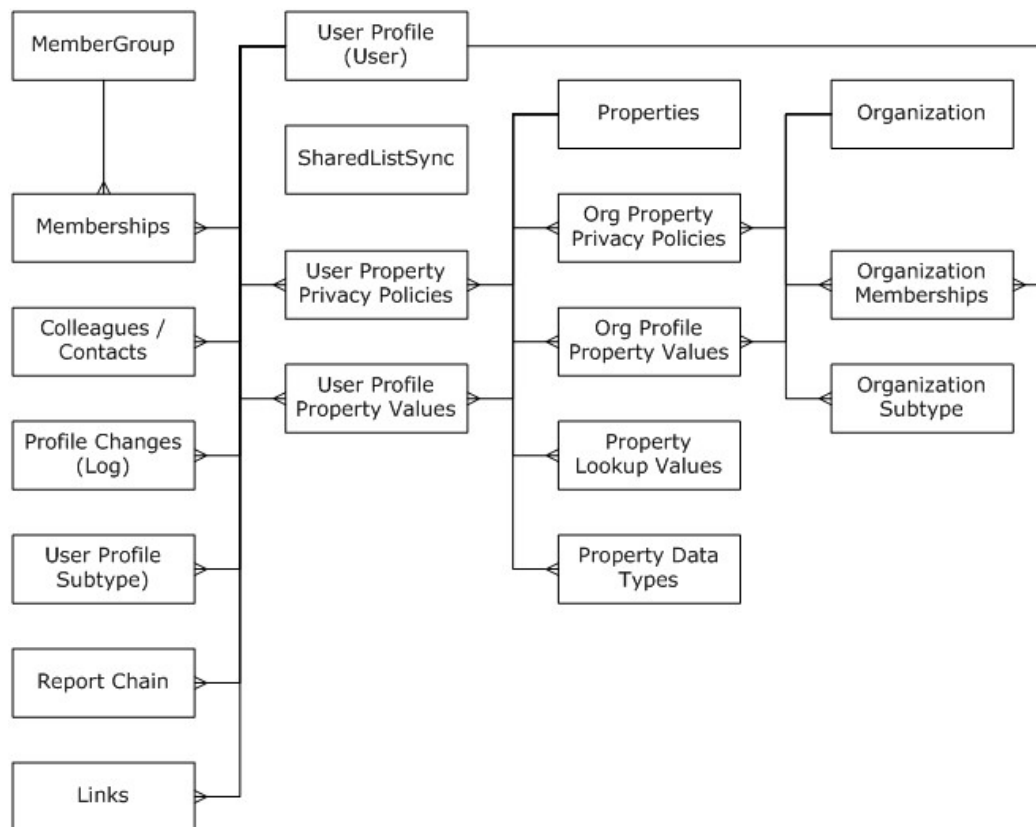 MemberGroup
User Profile
(User)
Properties
Organization
SharedListSync
Memberships
Org Property
Privacy Policies
User Property
Privacy Policies
Organization
Memberships
Colleagues /
Contacts
Org Profile
Property Values
User Profile
Property Values
Organization
Subtype
Profile Changes
(Log)
Property
Lookup Values
User Profile
Subtype)
Property Data
Types
Report Chain
Links